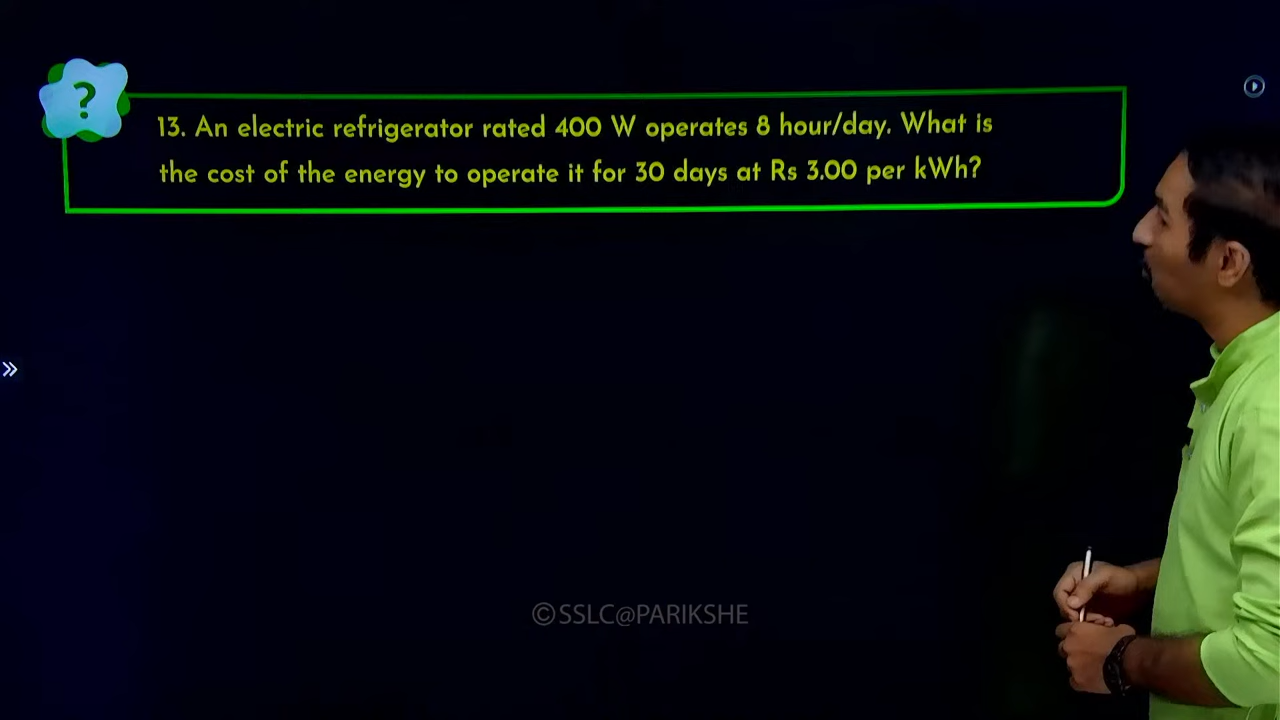 ?
13. An electric refrigerator rated 400 W operates 8 hour/day. What is
the cost of the energy to operate it for 30 days at Rs 3.00 per kWh?
©SSLC@PARIKSHE